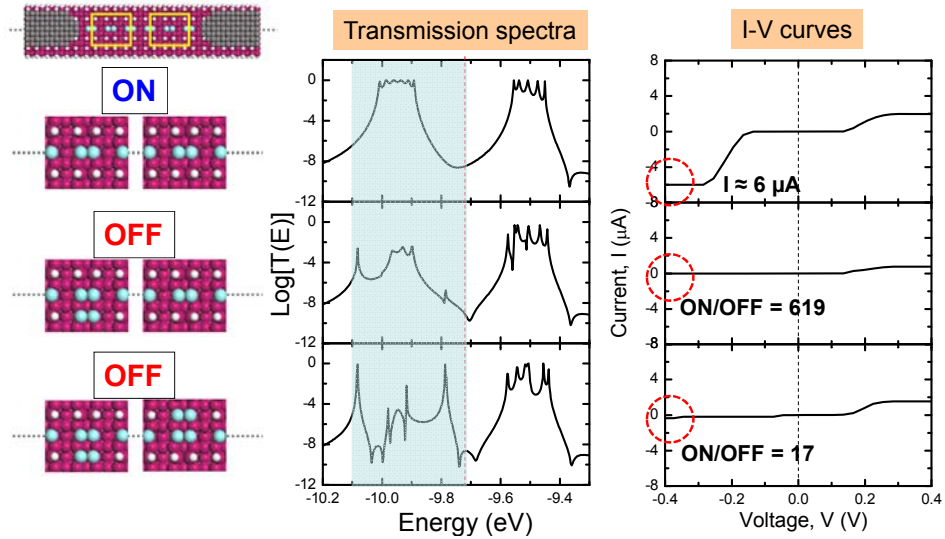 Transmission spectra
I-V curves
ON
OFF
OFF
Log[T(E)]
0
-4
-8
-12
0
-4
-8
-12
0
-4
-8
-12
-10.2
-10.0
-9.8
-9.6
-9.4
Energy (eV)
Current, I (µA)
4
0
4
8
I ≈ 6 µA
4
0
-4
-8
ON/OFF = 619
4
0
-4
-8
ON/OFF = 17
-0.4
-0.2
0.0
0.2
0.4
Voltage, V (V)